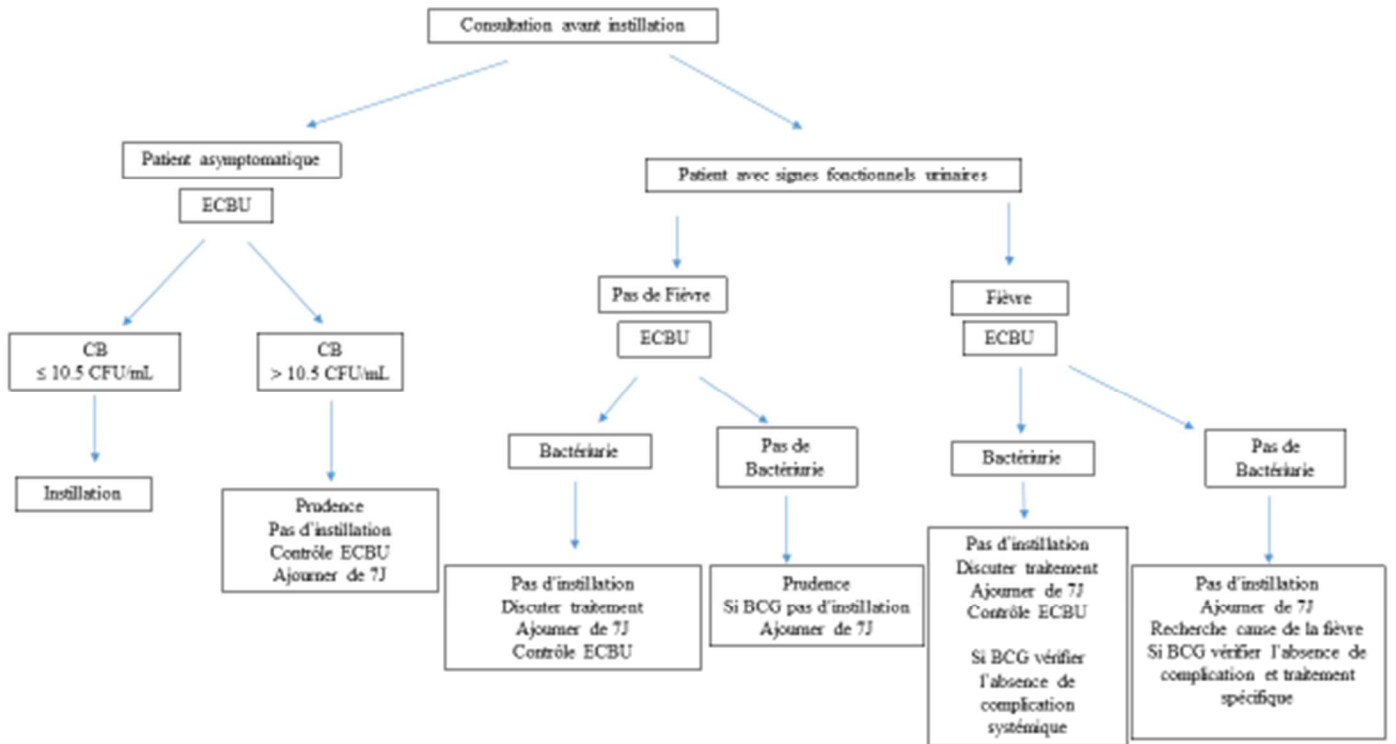 Consultation avant instillation
Patient asymptomatique
ECBU
Patient avec signes fonctionnels urinaires
Pas de Fièvre
ECBU
Fièvre
ECBU
CB
≤ 10.5 CFU/mL
CB
> 10.5 CFU/mL
Bactériurie
Pas de
Bactériurie
Bactériurie
Pas de
Bactériurie
Instillation
Prudence
Pas d'instillation
Contrôle ECBU
Ajourner de 7J
Pas d'instillation
Discuter traitement
Ajourner de 7J
Contrôle ECBU
Prudence
Si BCG pas d'instillation
Ajourner de 7J
Pas d'instillation
Discuter traitement
Ajourner de 7J
Contrôle ECBU
Si BCG vérifier
l'absence de
complication
systémique
Pas d'instillation
Ajourner de 7J
Recherche cause de la fièvre
Si BCG vérifier l'absence de
complication et traitement
spécifique